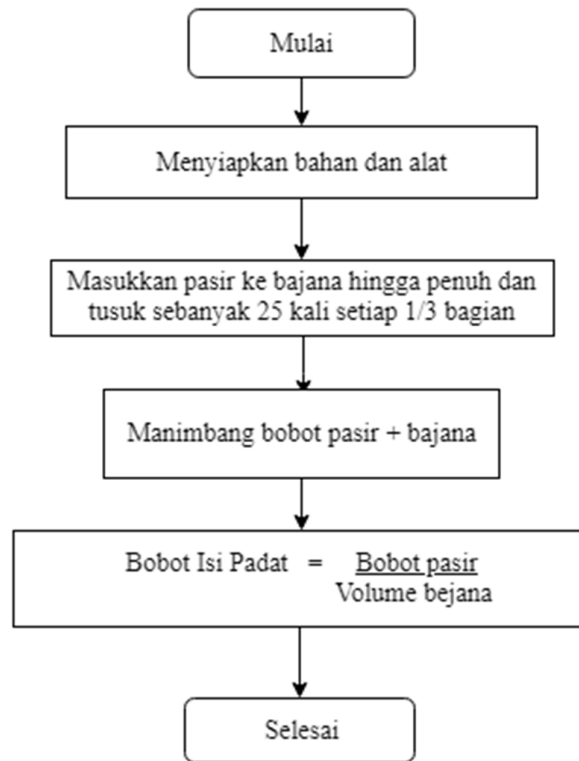 Mulai
Menyiapkan bahan dan alat
Masukkan pasir ke bajana hingga penuh dan
tusuk sebanyak 25 kali setiap 1/3 bagian
Manimbang bobot pasir + bajana
Bobot Isi Padat = Bobot pasir
Volume bejana
Selesai